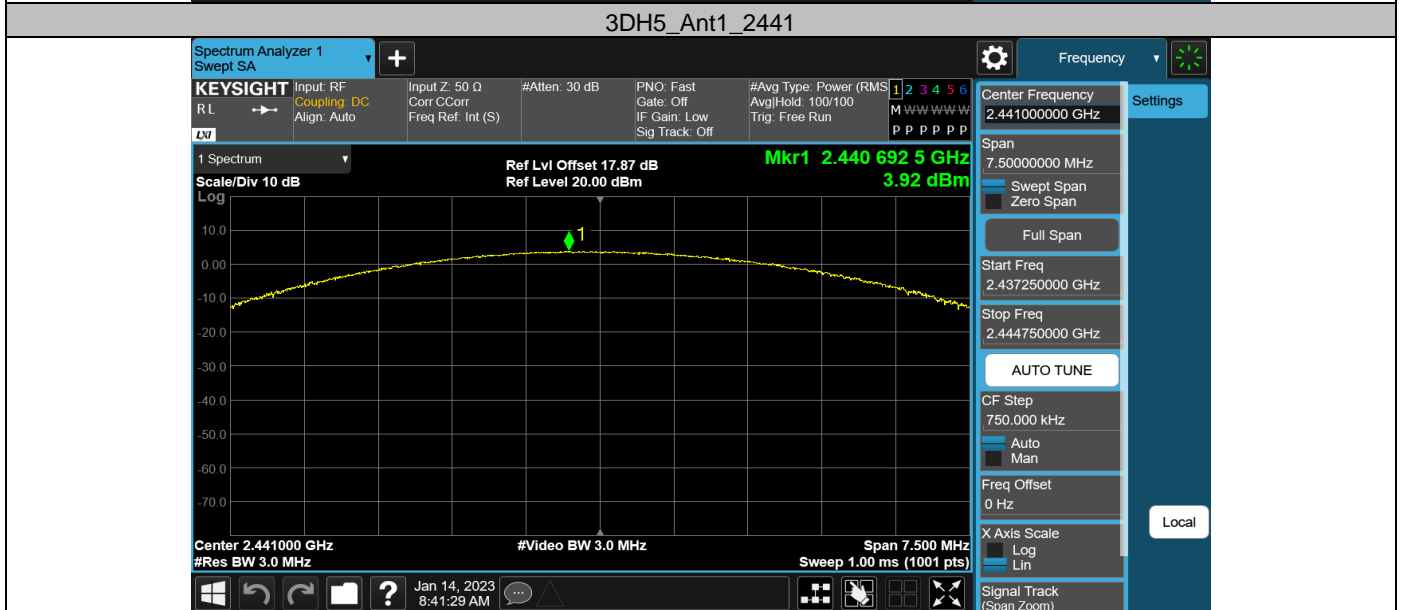 3DH5_Ant1_2441
Spectrum Analyzer 1
Swept SA
+
Frequency
KEYSIGHT
RL
LXI
Input: RF
Coupling: DC
Align: Auto
Input Z: 50 Ω
Corr CCorr
Freq Ref: Int (S)
#Atten: 30 dB
PNO: Fast
Gate: Off
IF Gain: Low
Sig Track: Off
#Avg Type: Power (RMS
Avg|Hold: 100/100
Trig: Free Run
1 2 3 4 5 6
M W W W W W
P P P P P P
1 Spectrum
Scale/Div 10 dB
Log
Ref Lvl Offset 17.87 dB
Ref Level 20.00 dBm
Mkr1 2.440 692 5 GHz
3.92 dBm
1
10.0
0.00
-10.0
-20.0
-30.0
-40.0
-50.0
-60.0
-70.0
Center 2.441000 GHz
#Res BW 3.0 MHz
#Video BW 3.0 MHz
Span 7.500 MHz
Sweep 1.00 ms (1001 pts)
Center Frequency
2.441000000 GHz
Settings
Span
7.50000000 MHz
Swept Span
Zero Span
Full Span
Start Freq
2.437250000 GHz
Stop Freq
2.444750000 GHz
AUTO TUNE
CF Step
750.000 kHz
Auto
Man
Freq Offset
0 Hz
X Axis Scale
Log
Lin
Local
Signal Track
(Span Zoom)
?
Jan 14, 2023
8:41:29 AM